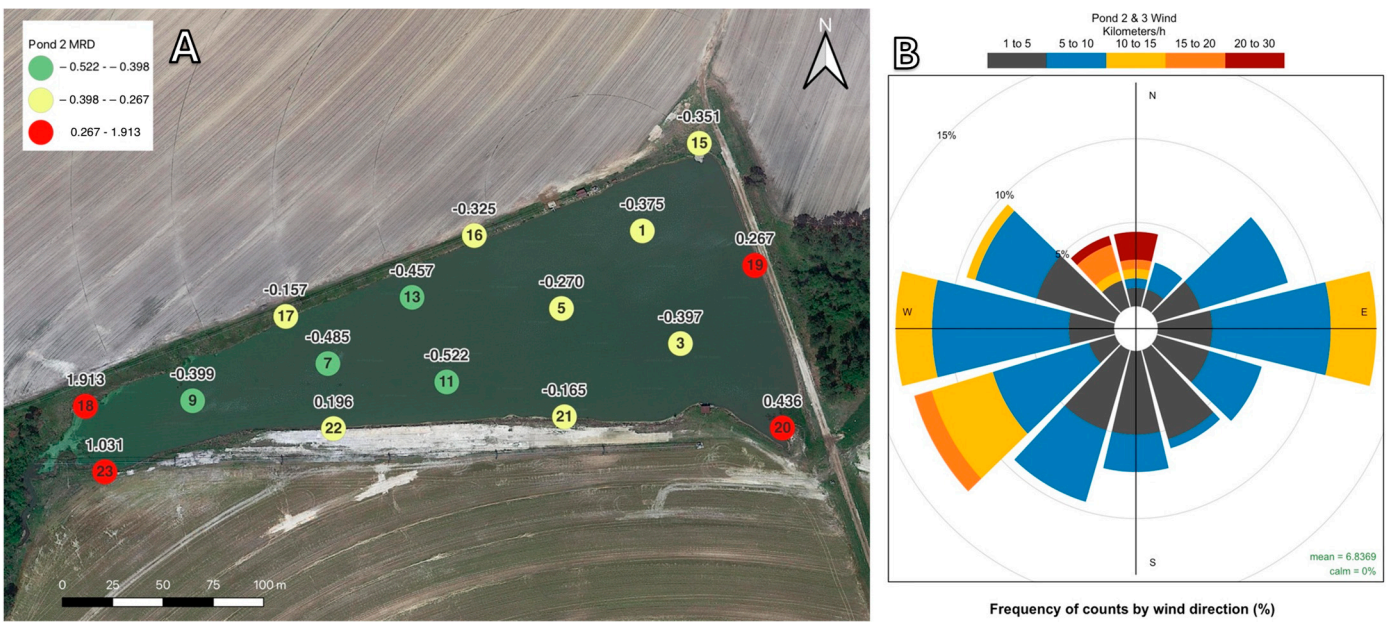 A
N
Pond 2 MRD
– 0.522 - – 0.398
– 0.398 - – 0.267
0.267 - 1.913
-0.351
15
-0.375
1
-0.325
16
0.267
19
-0.457
13
-0.270
5
-0.157
17
-0.397
3
-0.485
7
-0.522
11
-0.399
9
1.913
18
-0.165
21
0.196
22
0.436
20
1.031
23
0 25 50 75 100 m
B
Pond 2 & 3 Wind
Kilometers/h
1 to 5 5 to 10 10 to 15 15 to 20 20 to 30
N
15%
10%
5%
W
E
S
mean = 6.8369
calm = 0%
Frequency of counts by wind direction (%)